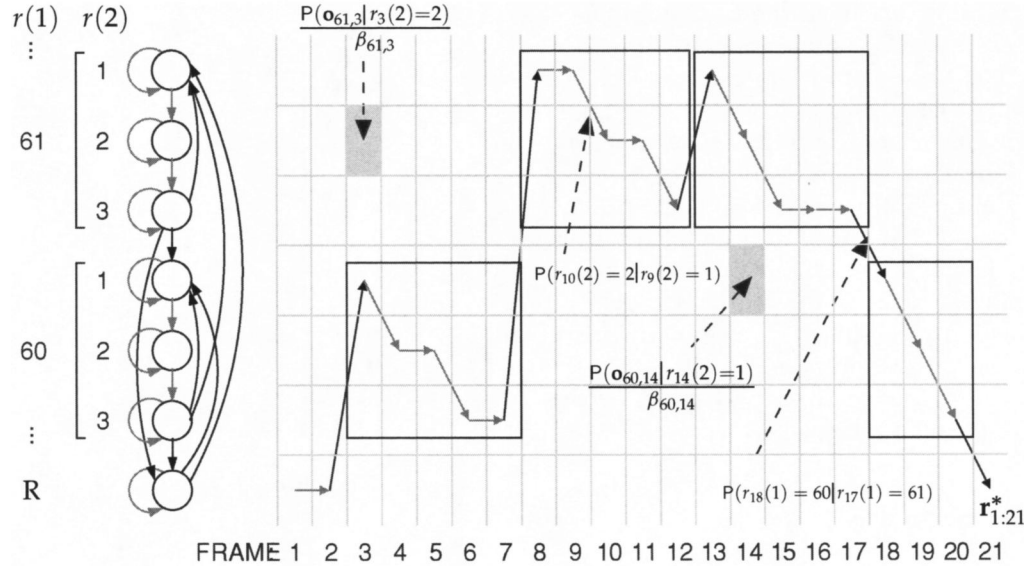 r(1) r(2)
P(o₆₁,₃|r₃(2)=2)
β₆₁,₃
...
1
61 2
3
1
60 2
3
...
R
P(r₁₀(2) = 2|r₉(2) = 1)
P(o₆₀,₁₄|r₁₄(2)=1)
β₆₀,₁₄
P(r₁₈(1) = 60|r₁₇(1) = 61)
r*₁:₂₁
FRAME 1 2 3 4 5 6 7 8 9 10 11 12 13 14 15 16 17 18 19 20 21